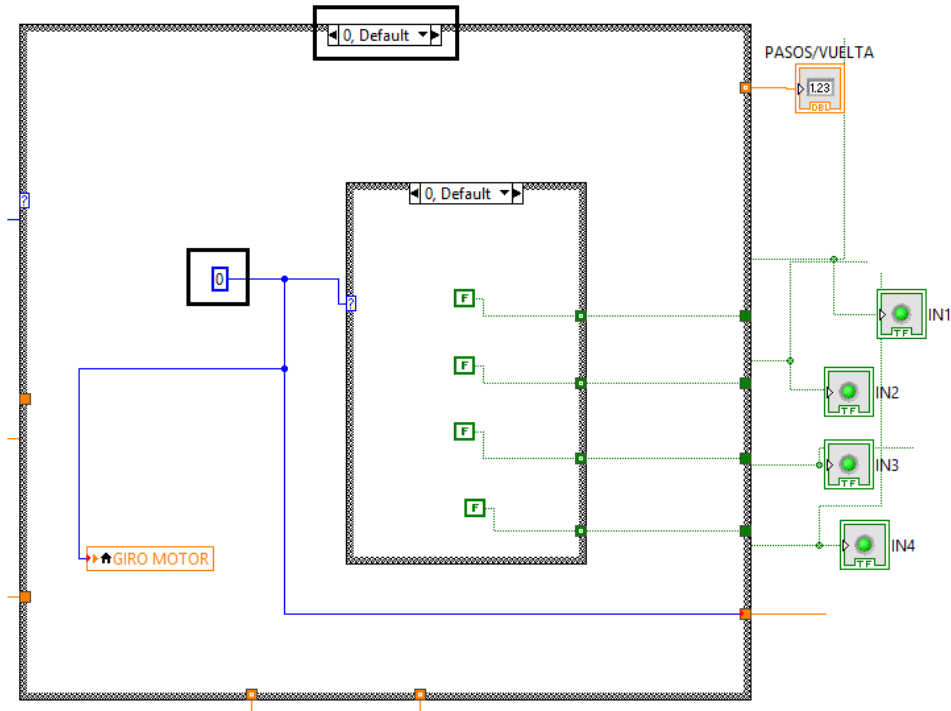 0, Default
PASOS/VUELTA
1.23
DBL
?
0, Default
0
?
F
IN1
TF
F
IN2
TF
F
IN3
TF
F
IN4
TF
GIRO MOTOR